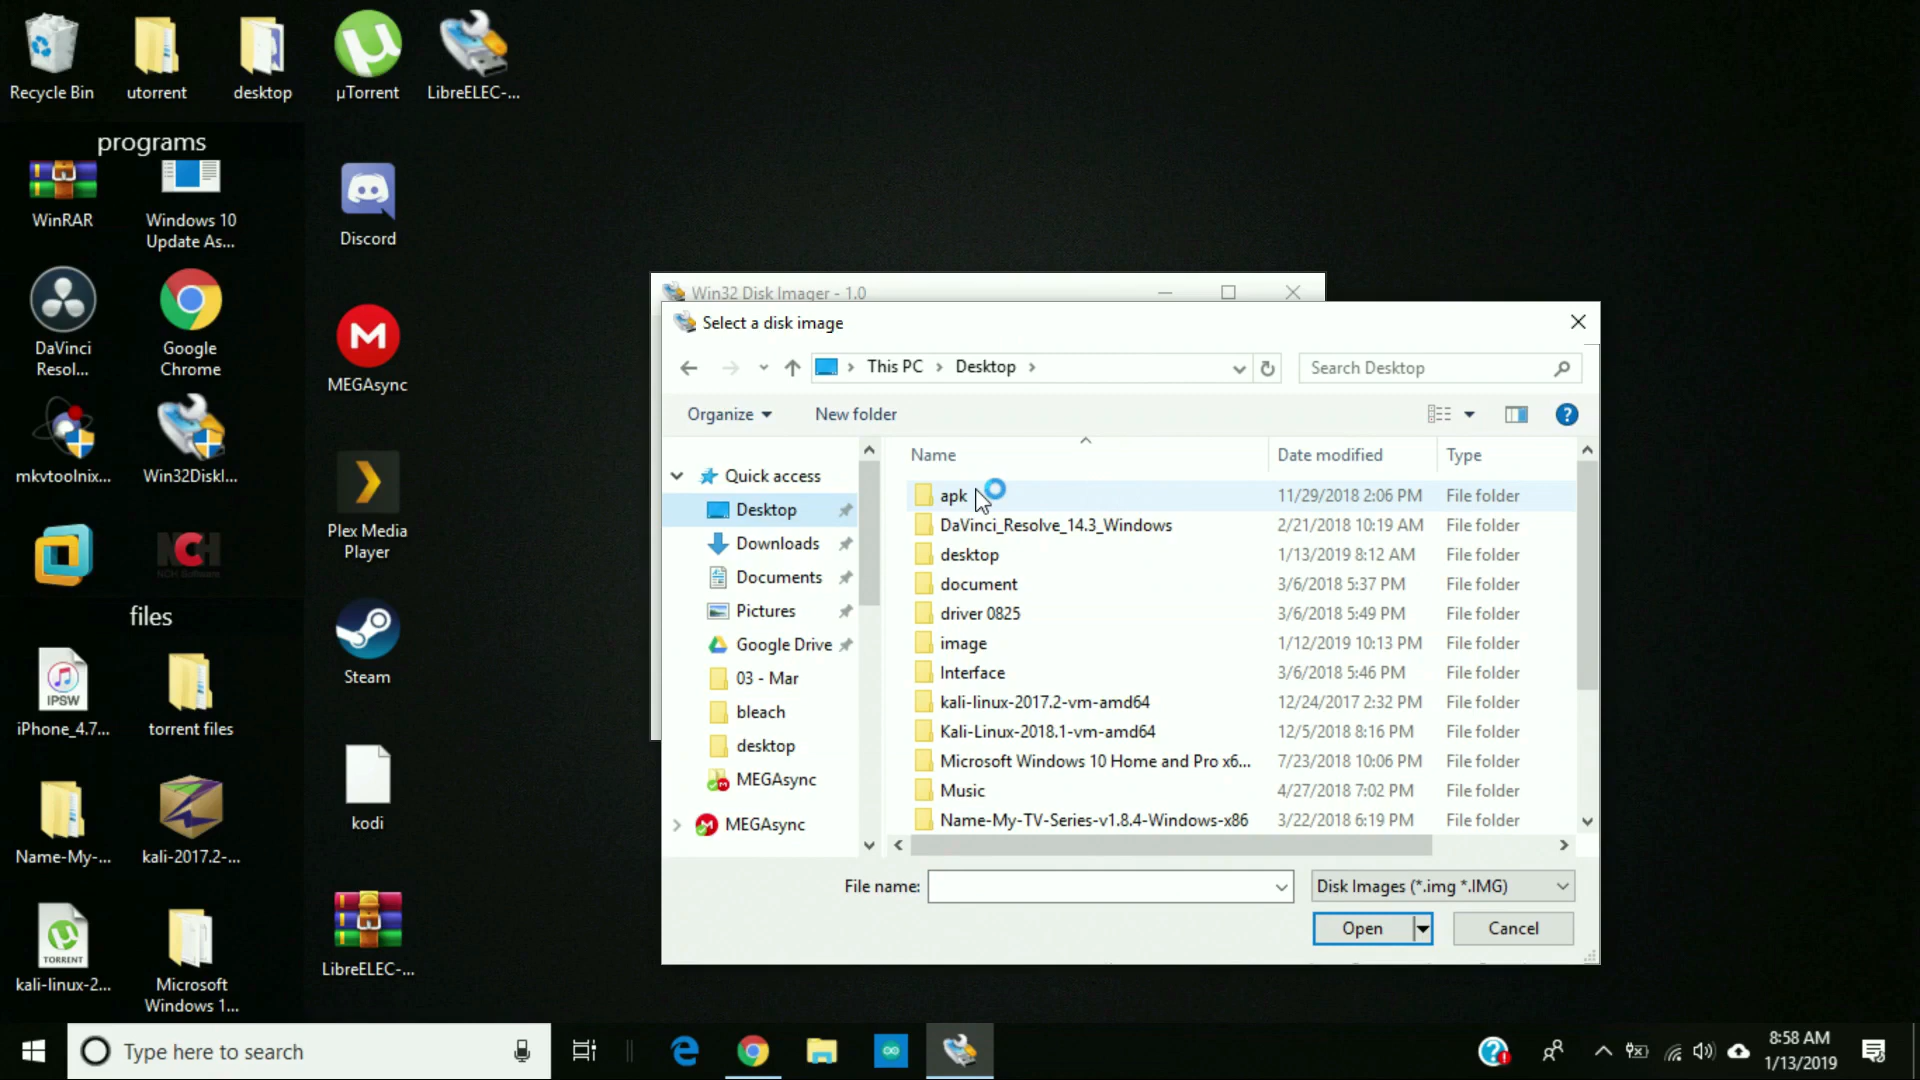 Recycle Bin
utorrent
desktop
µTorrent
LibreELEC-...
programs
WinRAR
Windows 10
Update As...
Discord
DaVinci
Resol...
Google
Chrome
MEGAsync
mkvtoolnix...
Win32DiskI...
Plex Media
Player
NCH
NCH Software
files
Steam
IPSW
iPhone_4.7...
torrent files
kodi
Name-My-...
kali-2017.2-...
LibreELEC-...
TORRENT
kali-linux-2...
Microsoft
Windows 1...
Win32 Disk Imager - 1.0
Select a disk image
This PC
Desktop
Search Desktop
Organize
New folder
Quick access
Desktop
Downloads
Documents
Pictures
Google Drive
03 - Mar
bleach
desktop
MEGAsync
MEGAsync
Name Date modified Type
apk 11/29/2018 2:06 PM File folder
DaVinci_Resolve_14.3_Windows 2/21/2018 10:19 AM File folder
desktop 1/13/2019 8:12 AM File folder
document 3/6/2018 5:37 PM File folder
driver 0825 3/6/2018 5:49 PM File folder
image 1/12/2019 10:13 PM File folder
Interface 3/6/2018 5:46 PM File folder
kali-linux-2017.2-vm-amd64 12/24/2017 2:32 PM File folder
Kali-Linux-2018.1-vm-amd64 12/5/2018 8:16 PM File folder
Microsoft Windows 10 Home and Pro x6... 7/23/2018 10:06 PM File folder
Music 4/27/2018 7:02 PM File folder
Name-My-TV-Series-v1.8.4-Windows-x86 3/22/2018 6:19 PM File folder
File name:
Disk Images (*.img *.IMG)
Open
Cancel
Type here to search
8:58 AM
1/13/2019